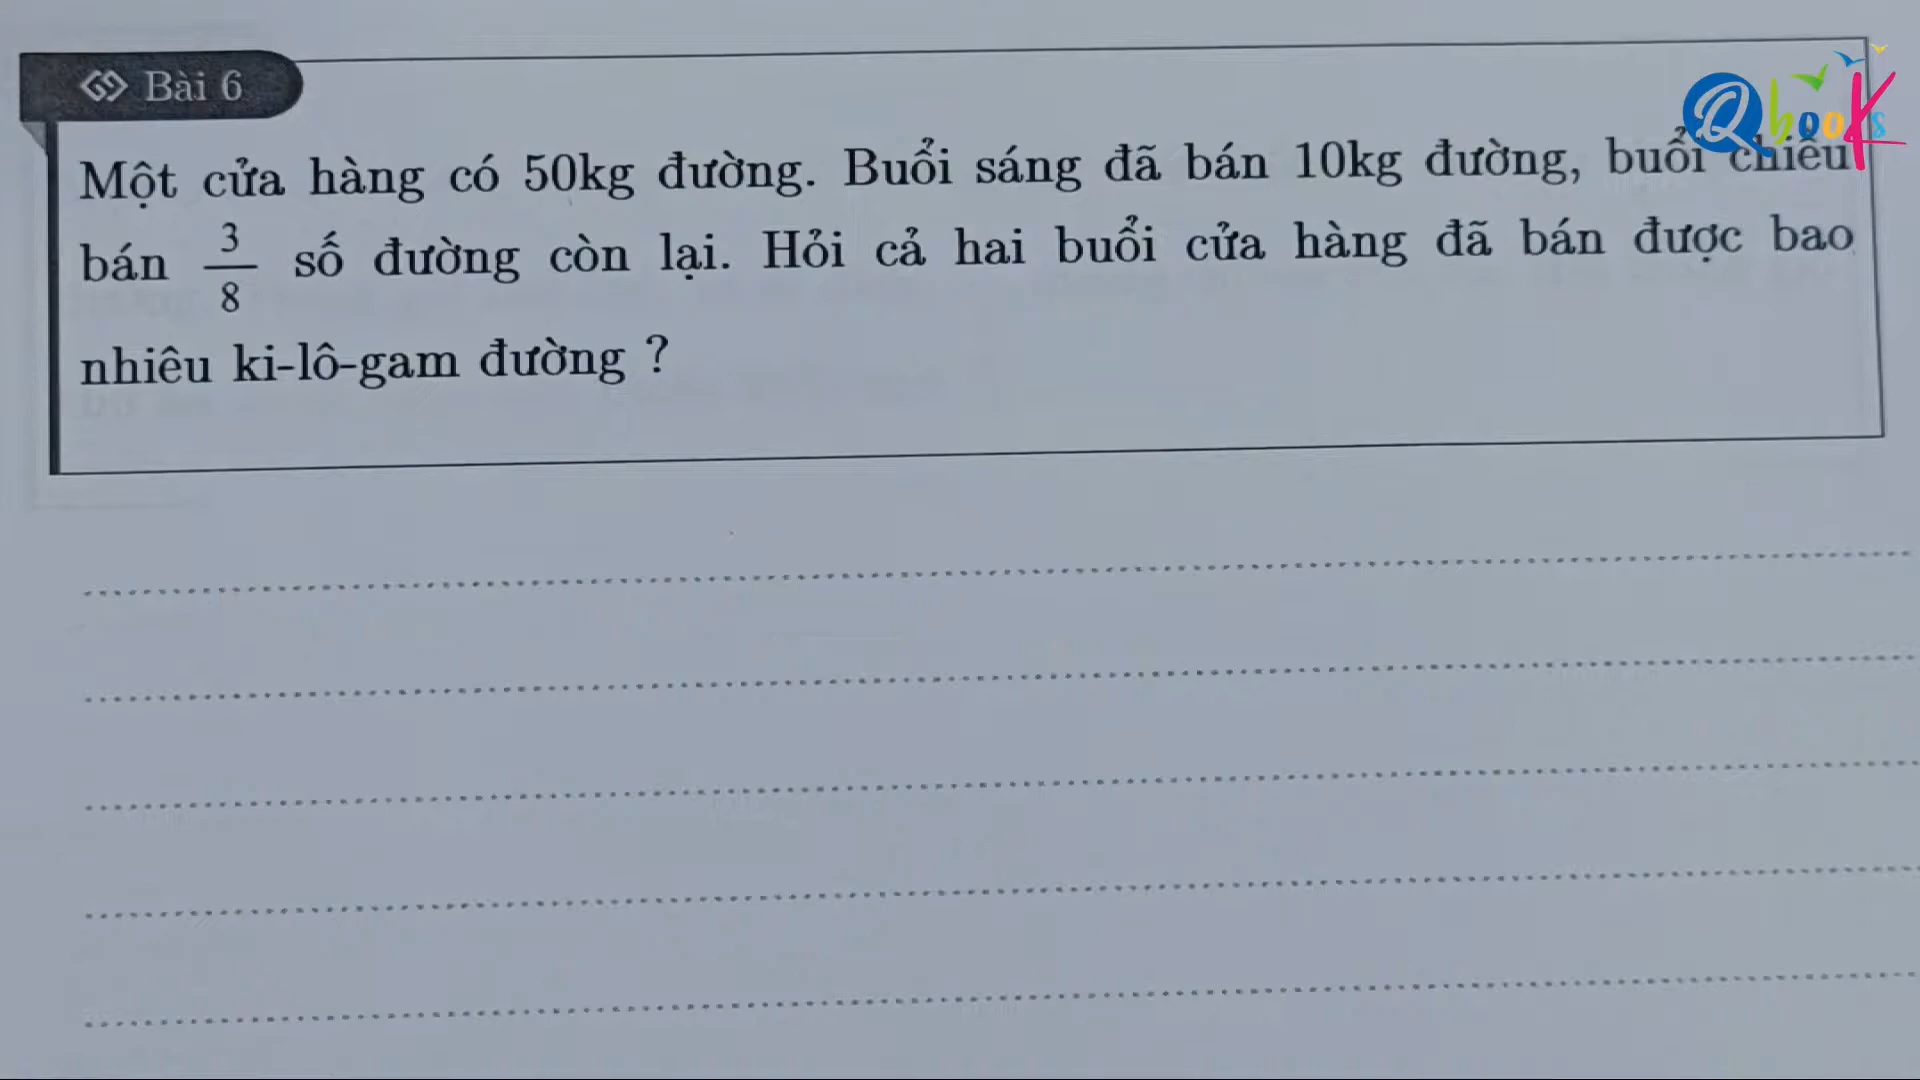 Bài 6
Qbooks
Một cửa hàng có 50kg đường. Buổi sáng đã bán 10kg đường, buổi chiều
bán 3/8 số đường còn lại. Hỏi cả hai buổi cửa hàng đã bán được bao
nhiêu ki-lô-gam đường ?